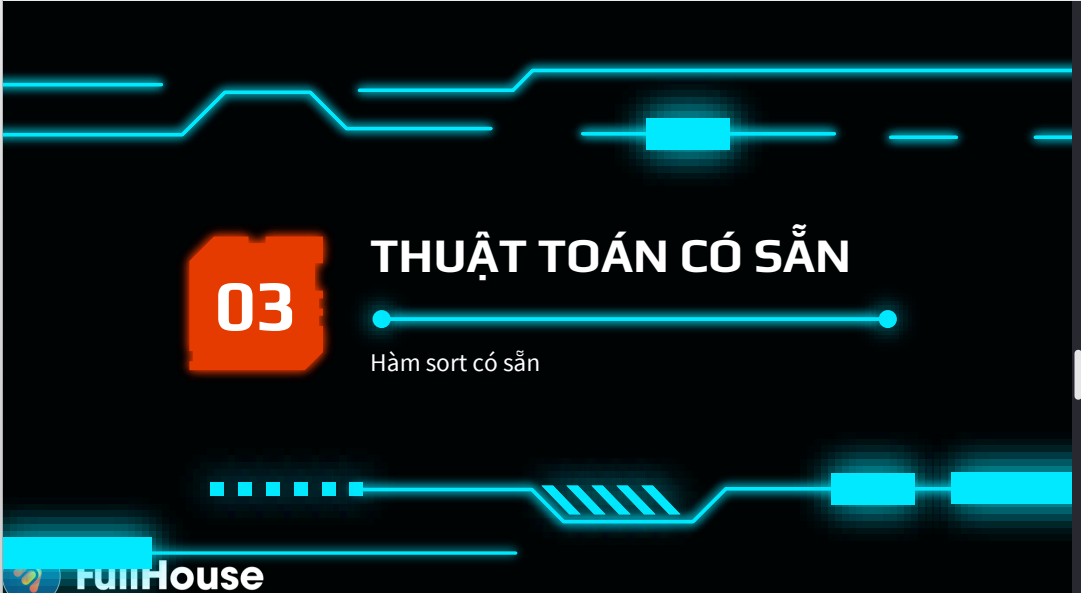 03
THUẬT TOÁN CÓ SẴN
Hàm sort có sẵn
FullHouse